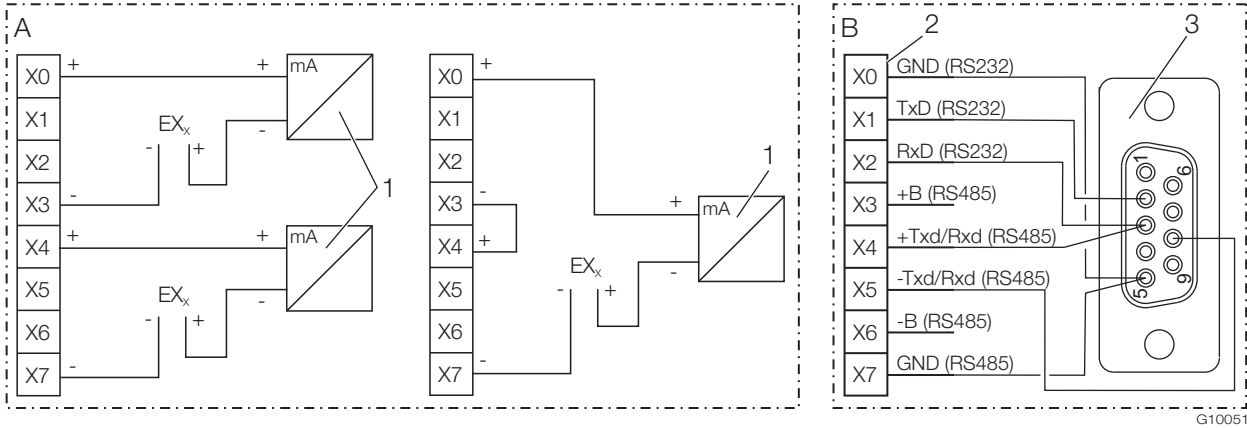 A
X0
X1
X2
X3
X4
X5
X6
X7
+
+
mA
EXx
-
+
-
-
1
+
+
mA
EXx
-
+
-
-
X0
X1
X2
X3
X4
X5
X6
X7
+
-
+
1
+
mA
EXx
-
+
-
-
B
2
3
X0 GND (RS232)
X1 TxD (RS232)
X2 RxD (RS232)
X3 +B (RS485)
X4 +Txd/Rxd (RS485)
X5 -Txd/Rxd (RS485)
X6 -B (RS485)
X7 GND (RS485)
1
6
5
9
G10051